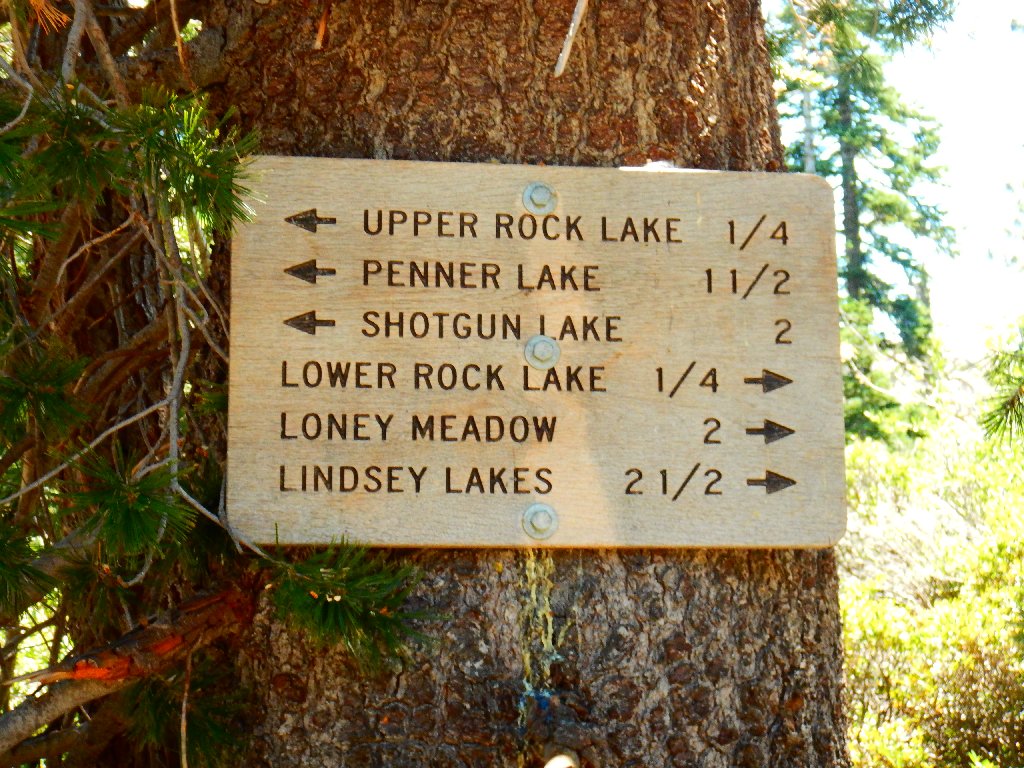 UPPER ROCK LAKE 1/4
PENNER LAKE 1 1/2
SHOTGUN LAKE 2
LOWER ROCK LAKE 1/4
LONEY MEADOW 2
LINDSEY LAKES 2 1/2